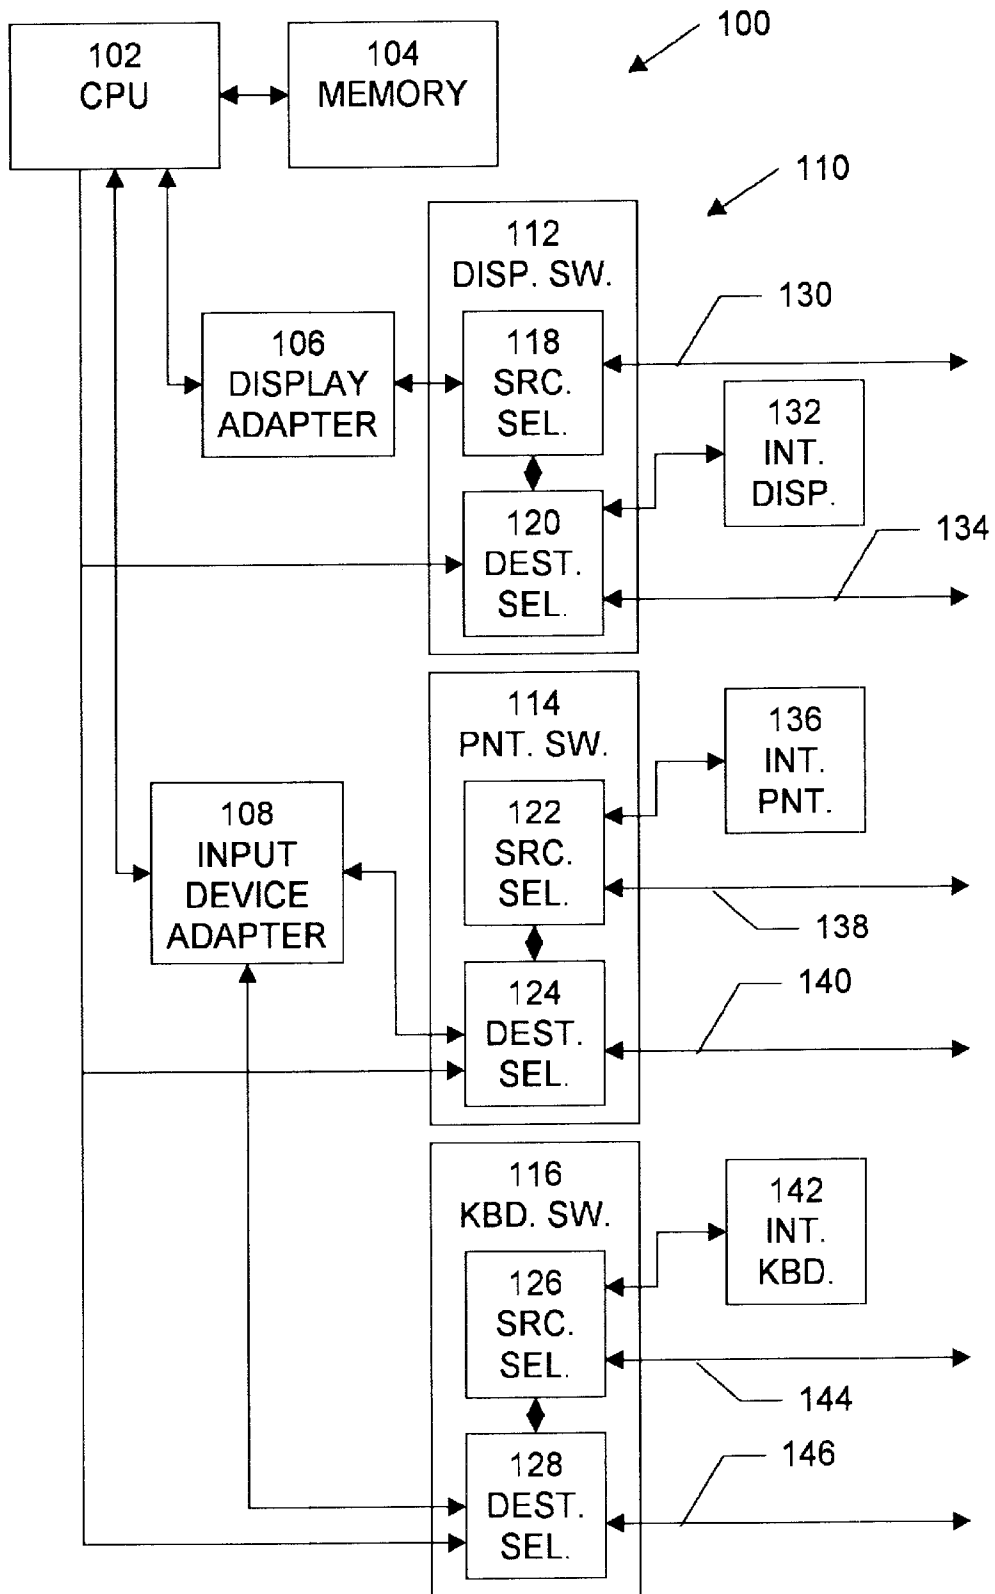 100
102
CPU
104
MEMORY
110
112
DISP. SW.
130
118
SRC.
SEL.
106
DISPLAY
ADAPTER
132
INT.
DISP.
120
DEST.
SEL.
134
114
PNT. SW.
136
INT.
PNT.
122
SRC.
SEL.
108
INPUT
DEVICE
ADAPTER
138
124
DEST.
SEL.
140
116
KBD. SW.
142
INT.
KBD.
126
SRC.
SEL.
144
128
DEST.
SEL.
146